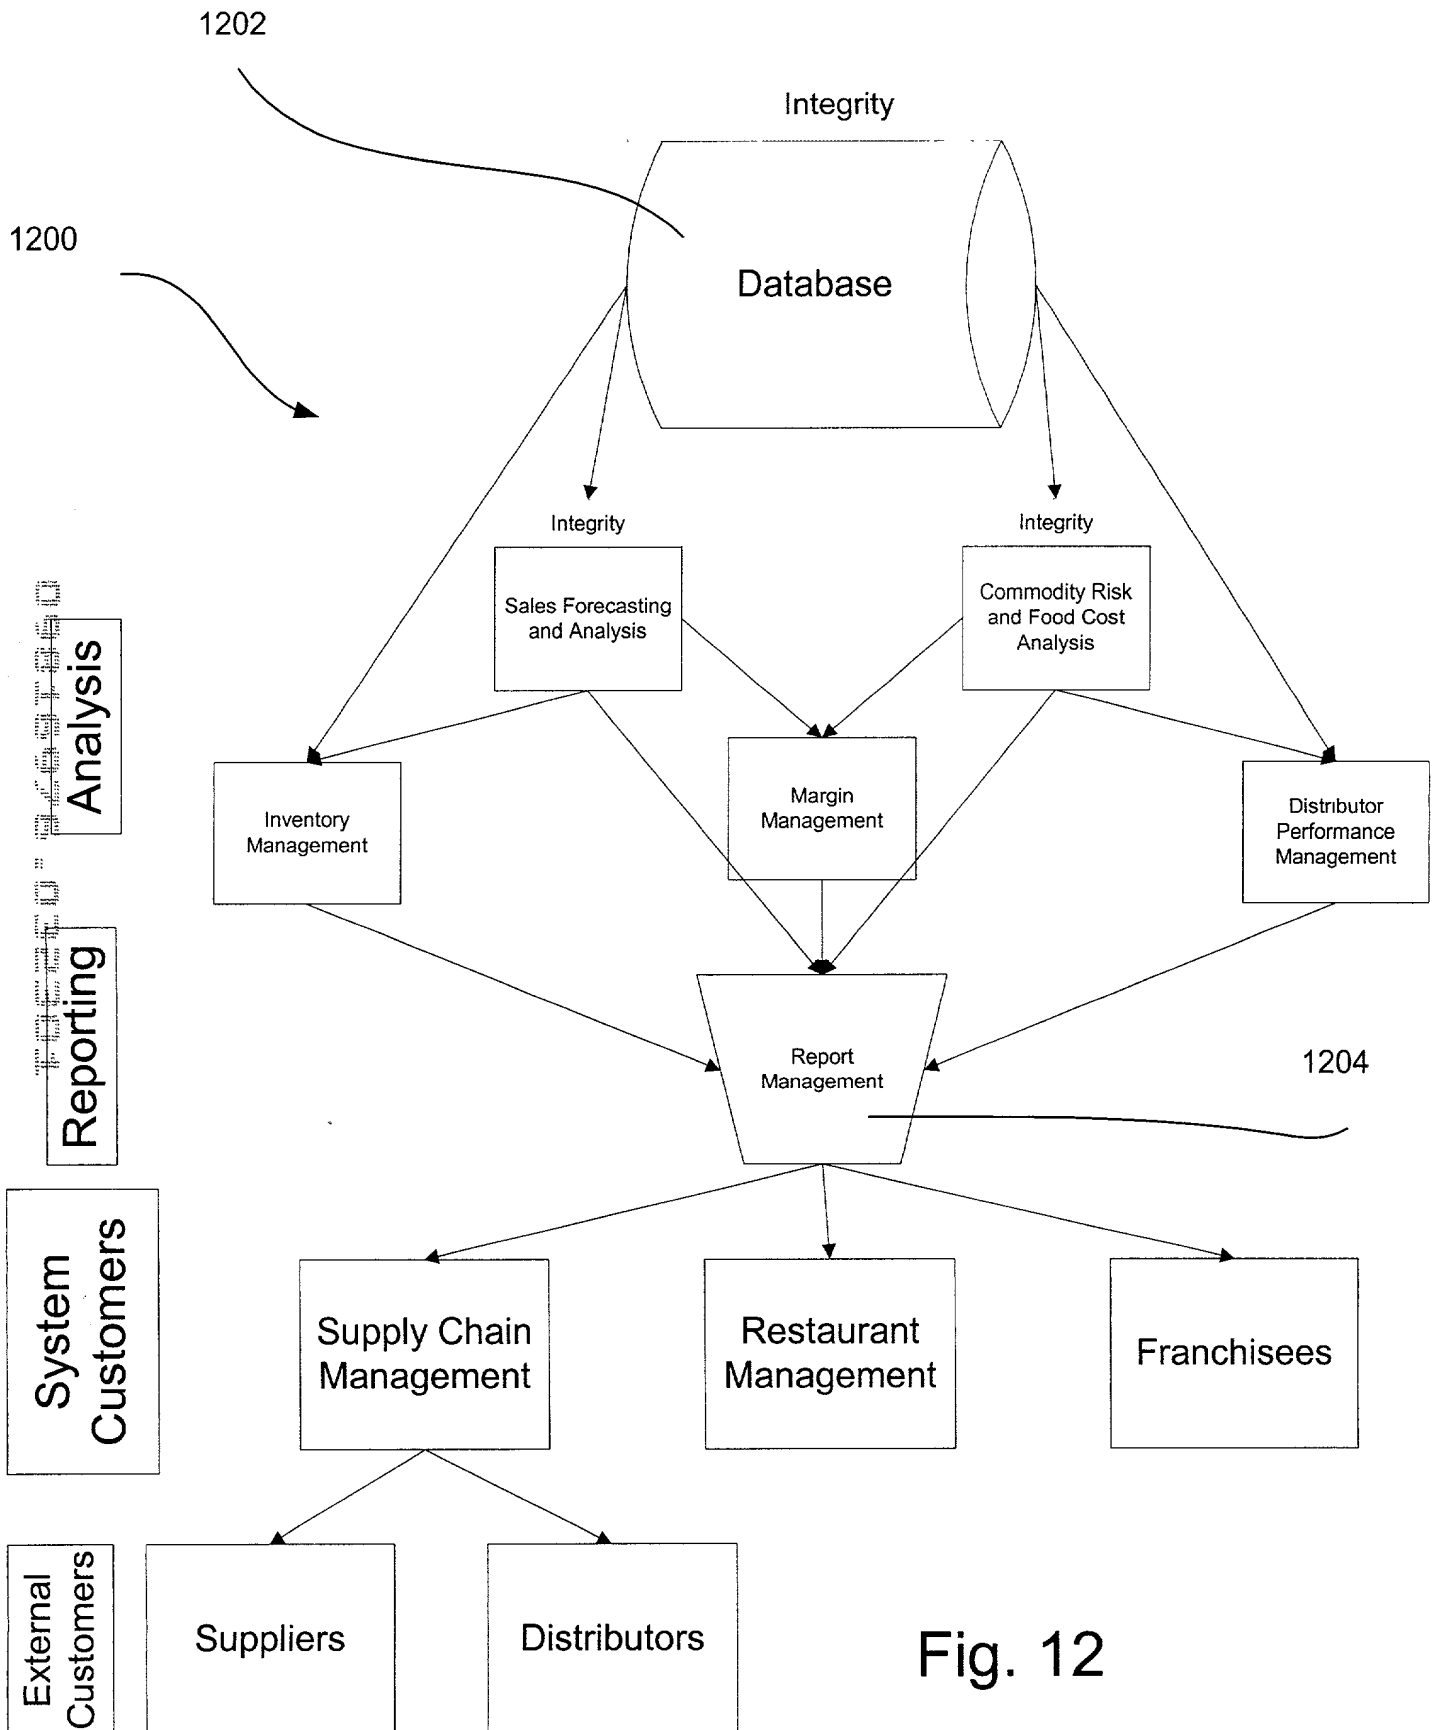 1202
Integrity
1200
Database
Integrity
Integrity
Sales Forecasting
and Analysis
Commodity Risk
and Food Cost
Analysis
Analysis
Inventory
Management
Margin
Management
Distributor
Performance
Management
Reporting
Report
Management
1204
System
Customers
Supply Chain
Management
Restaurant
Management
Franchisees
External
Customers
Suppliers
Distributors
Fig. 12